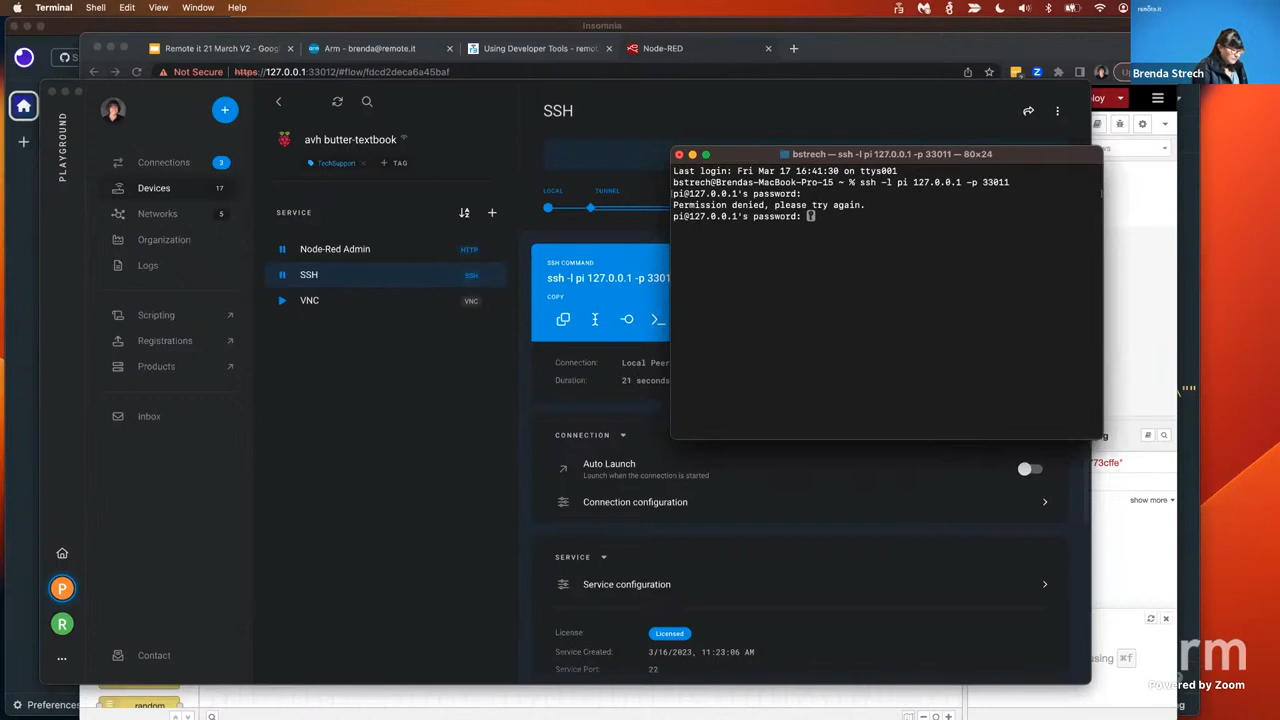 Terminal Shell Edit View Window Help
Insomnia
remote.it
Brenda Strech
Remote it 21 March V2 - Goog
Arm - brenda@remote.it
Using Developer Tools - remot
Node-RED
Not Secure https://127.0.0.1:33012/#flow/fdcd2deca6a45baf
PLAYGROUND
Connections 3
Devices 17
Networks 5
Organization
Logs
Scripting
Registrations
Products
Inbox
Contact
avh butter-textbook
TechSupport
TAG
SERVICE
Node-Red Admin HTTP
SSH SSH
VNC VNC
SSH
LOCAL TUNNEL
SSH COMMAND
ssh -l pi 127.0.0.1 -p 33011
COPY
Connection: Local Peer
Duration: 21 seconds
CONNECTION
Auto Launch
Launch when the connection is started
Connection configuration
SERVICE
Service configuration
License: Licensed
Service Created: 3/16/2023, 11:23:06 AM
Service Port: 22
bstrech — ssh -l pi 127.0.0.1 -p 33011 — 80×24
Last login: Fri Mar 17 16:41:30 on ttys001
bstrech@Brendas-MacBook-Pro-15 ~ % ssh -l pi 127.0.0.1 -p 33011
pi@127.0.0.1's password:
Permission denied, please try again.
pi@127.0.0.1's password:
73cffe"
show more
using ⌘f
P
R
Preferences
random
arm
Powered by Zoom